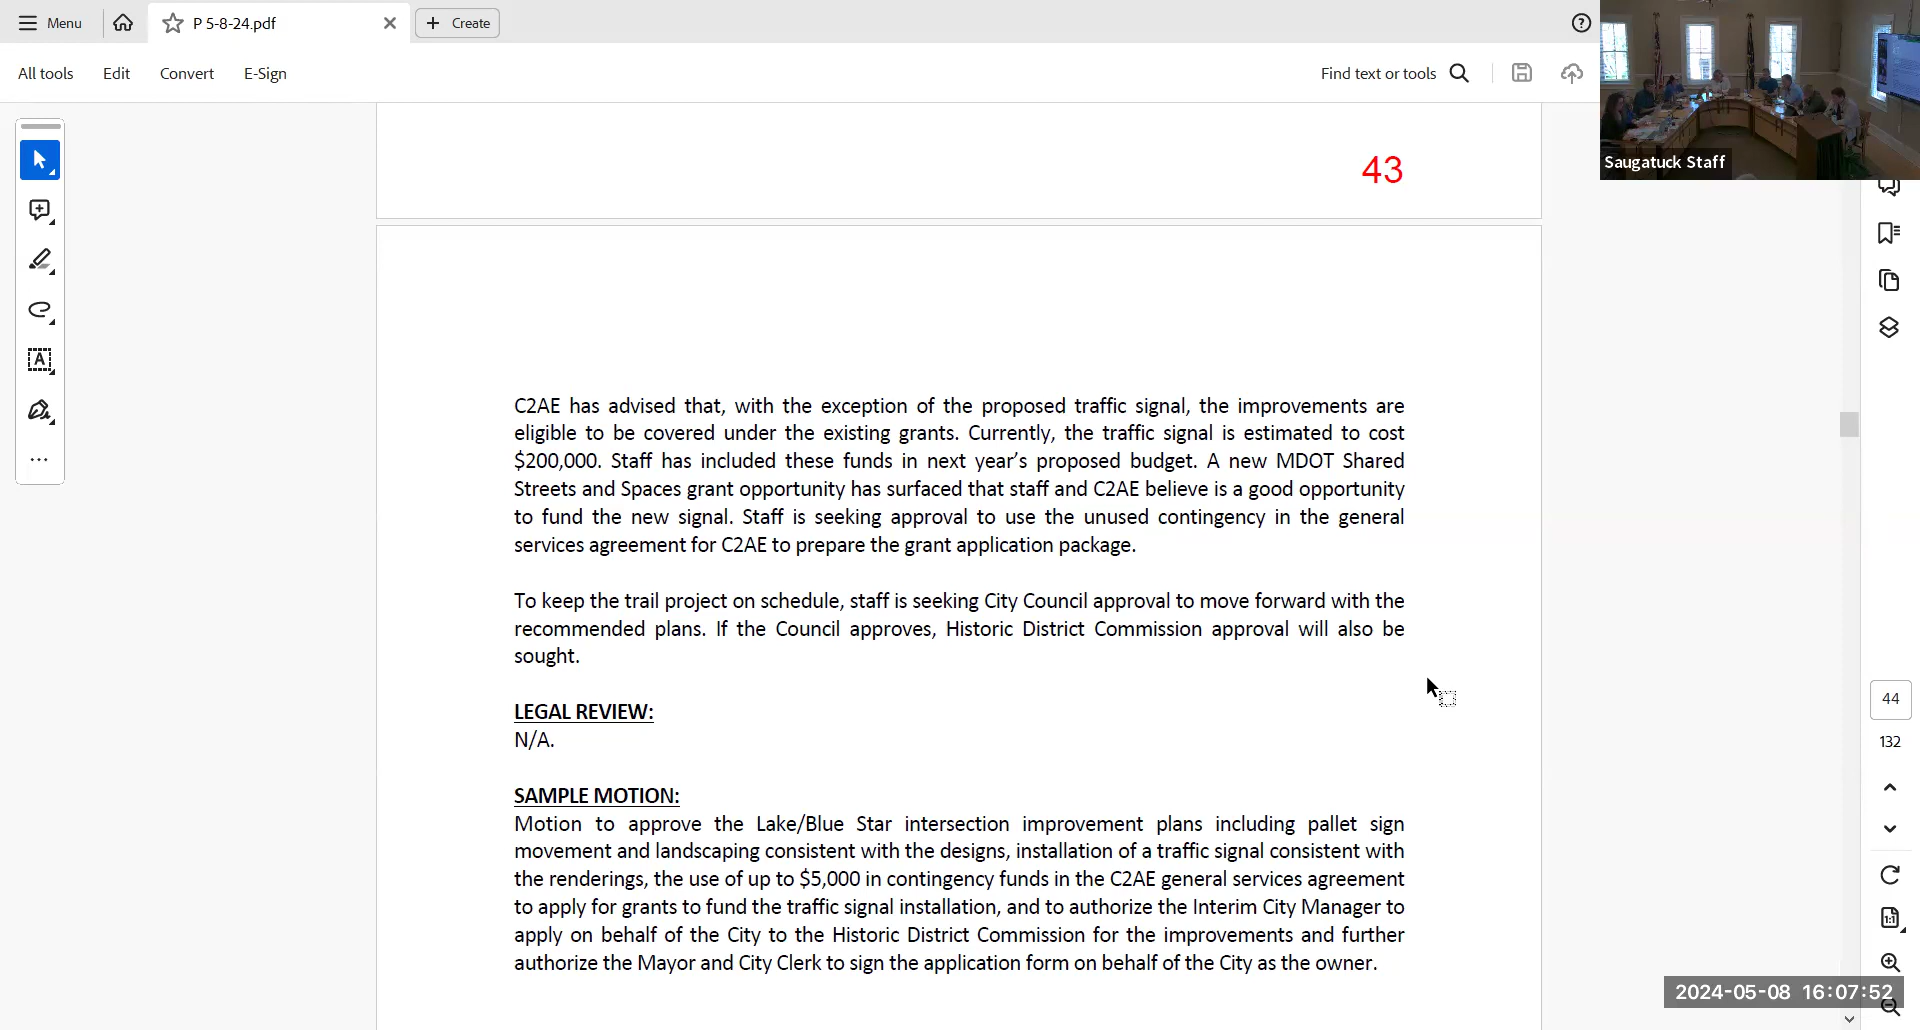 Menu
P 5-8-24.pdf
Create
All tools
Edit
Convert
E-Sign
Find text or tools
Saugatuck Staff
43
C2AE has advised that, with the exception of the proposed traffic signal, the improvements are
eligible to be covered under the existing grants. Currently, the traffic signal is estimated to cost
$200,000. Staff has included these funds in next year’s proposed budget. A new MDOT Shared
Streets and Spaces grant opportunity has surfaced that staff and C2AE believe is a good opportunity
to fund the new signal. Staff is seeking approval to use the unused contingency in the general
services agreement for C2AE to prepare the grant application package.
To keep the trail project on schedule, staff is seeking City Council approval to move forward with the
recommended plans. If the Council approves, Historic District Commission approval will also be
sought.
LEGAL REVIEW:
N/A.
SAMPLE MOTION:
Motion to approve the Lake/Blue Star intersection improvement plans including pallet sign
movement and landscaping consistent with the designs, installation of a traffic signal consistent with
the renderings, the use of up to $5,000 in contingency funds in the C2AE general services agreement
to apply for grants to fund the traffic signal installation, and to authorize the Interim City Manager to
apply on behalf of the City to the Historic District Commission for the improvements and further
authorize the Mayor and City Clerk to sign the application form on behalf of the City as the owner.
44
132
1:1
2024-05-08 16:07:52